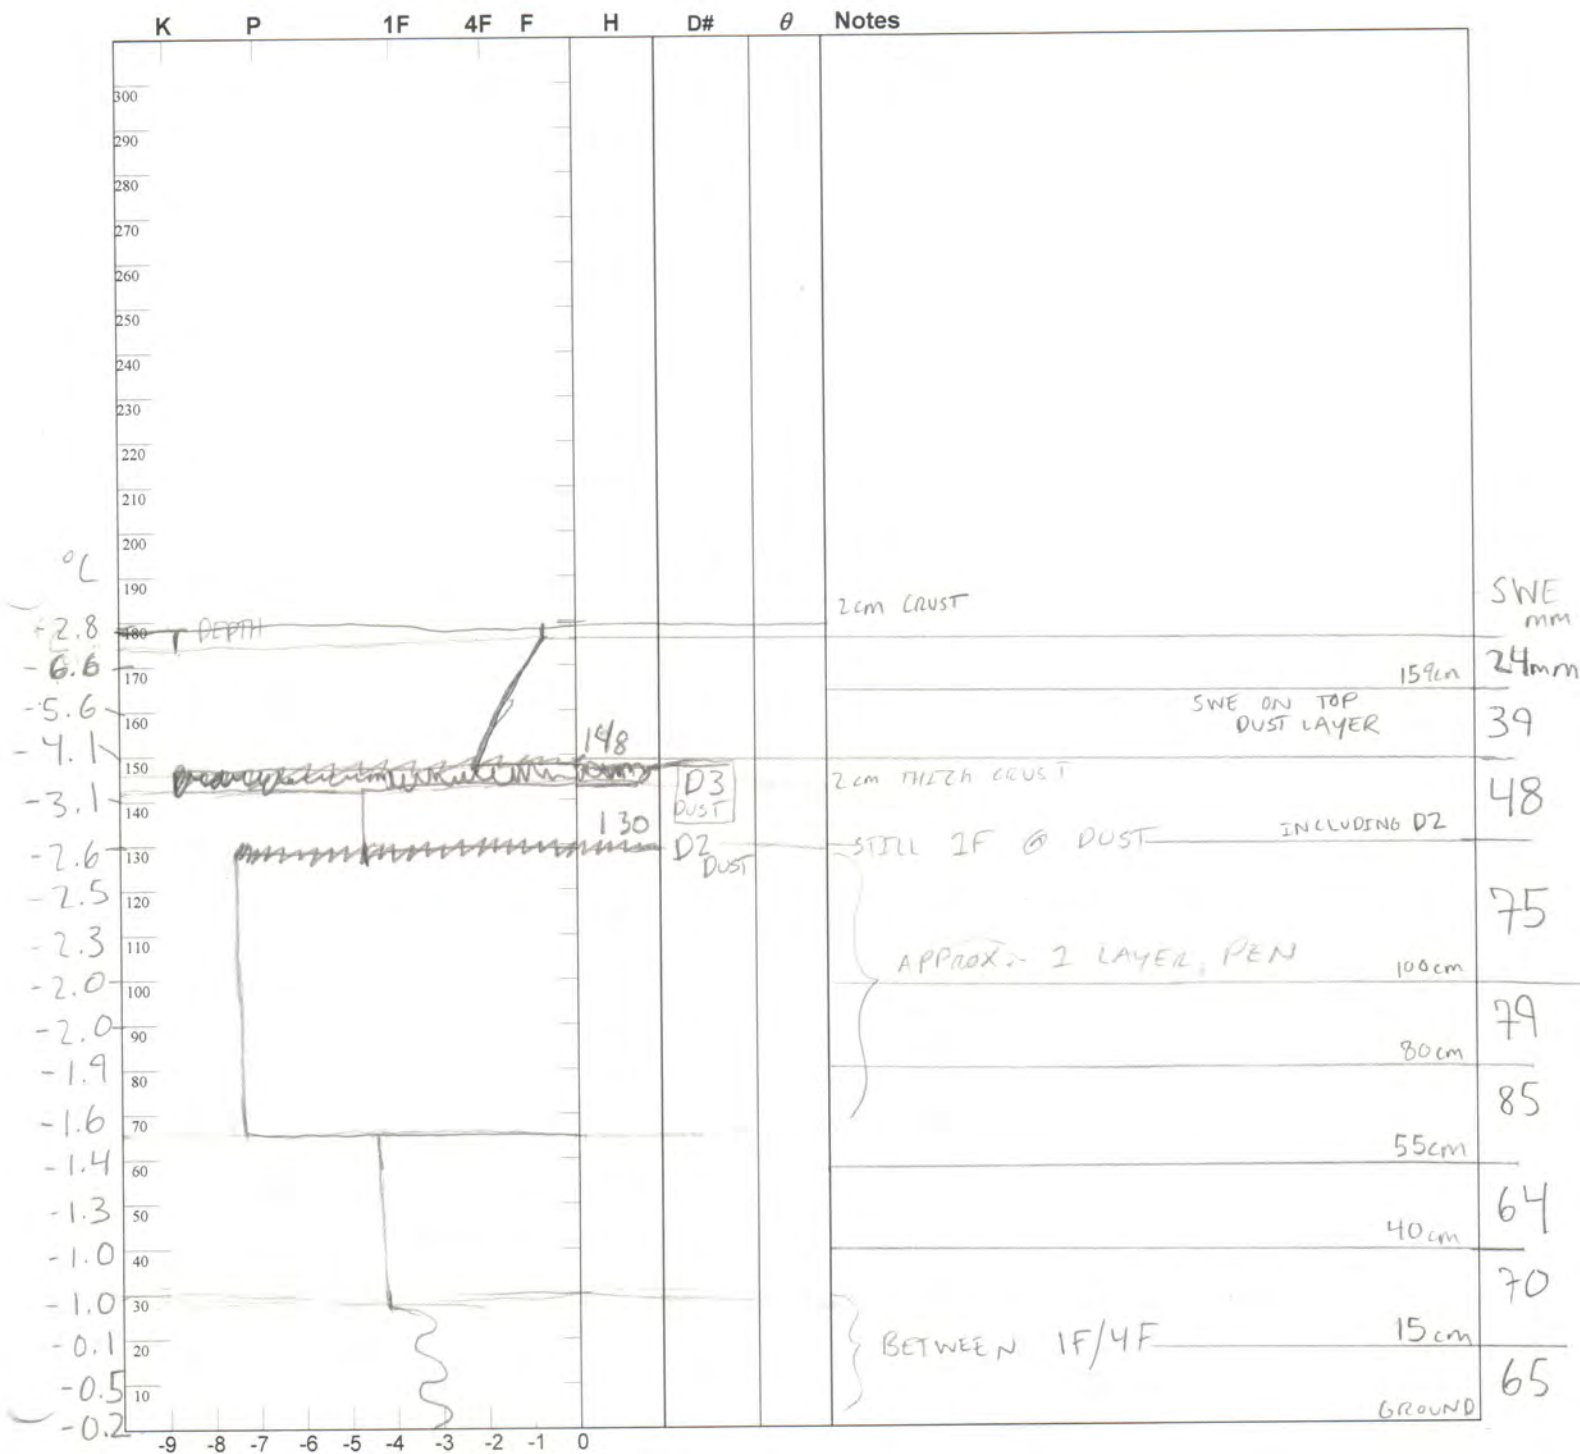 K P 1F 4F F H D# θ Notes
300
290
280
270
260
250
240
230
220
210
200
°C
190
2cm CRUST
SWE
mm
+2.8 180 DEPTH
-6.6 170 159cm 24mm
-5.6 160 SWE ON TOP
DUST LAYER 39
-4.1 150 148
2cm THICK CRUST
D3
DUST
-3.1 140 48
130
-2.6 130 D2 STILL 1F @ DUST INCLUDING D2
DUST
-2.5 120 75
-2.3 110
APPROX. 1 LAYER, PEN
-2.0 100 100cm
-2.0 90 79
-1.9 80 80cm
-1.6 70 85
-1.4 60 55cm
-1.3 50 64
-1.0 40 40cm
-1.0 30 70
-0.1 20 BETWEEN 1F/4F 15cm
-0.5 10 65
-0.2 GROUND
-9 -8 -7 -6 -5 -4 -3 -2 -1 0